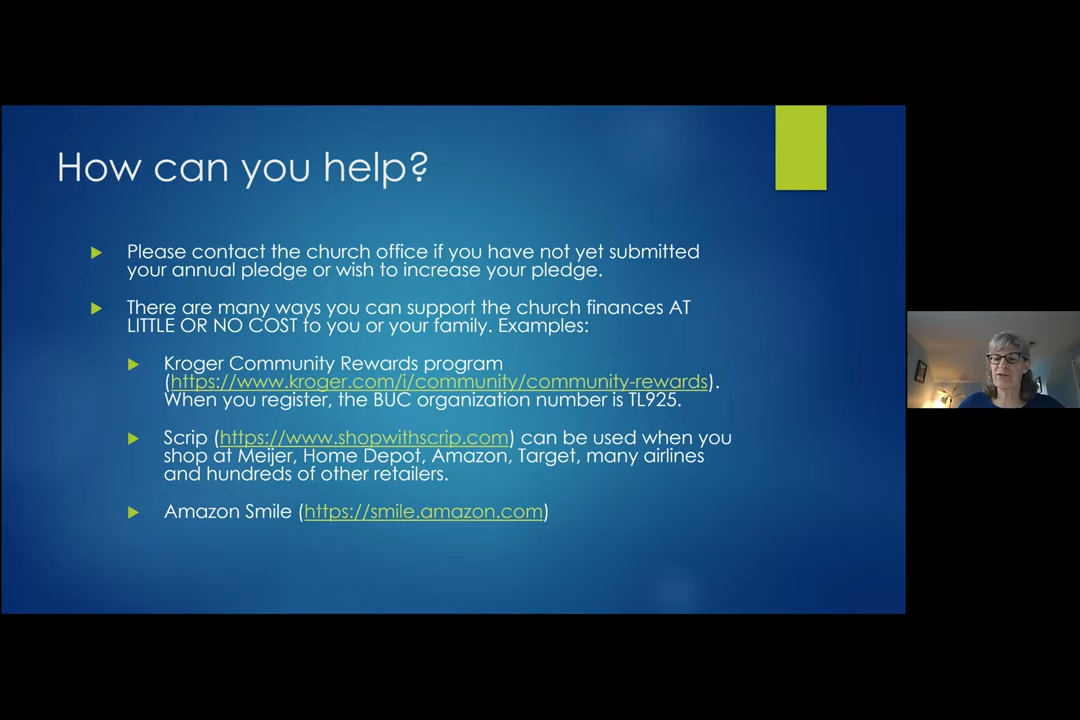 How can you help?
Please contact the church office if you have not yet submitted
your annual pledge or wish to increase your pledge.
There are many ways you can support the church finances AT
LITTLE OR NO COST to you or your family. Examples:
Kroger Community Rewards program
(https://www.kroger.com/i/community/community-rewards).
When you register, the BUC organization number is TL925.
Scrip (https://www.shopwithscrip.com) can be used when you
shop at Meijer, Home Depot, Amazon, Target, many airlines
and hundreds of other retailers.
Amazon Smile (https://smile.amazon.com)